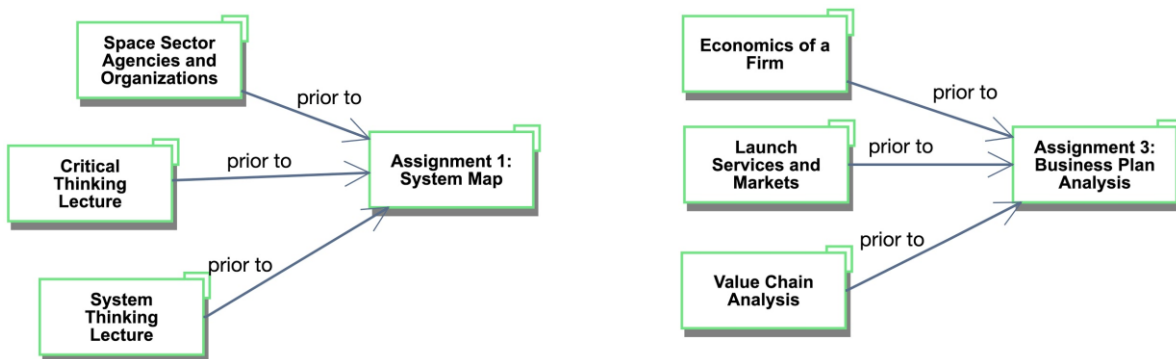 Space Sector
Agencies and
Organizations
prior to
Critical
Thinking
Lecture
prior to
System
Thinking
Lecture
prior to
Assignment 1:
System Map
Economics of a
Firm
prior to
Launch
Services and
Markets
prior to
Value Chain
Analysis
prior to
Assignment 3:
Business Plan
Analysis